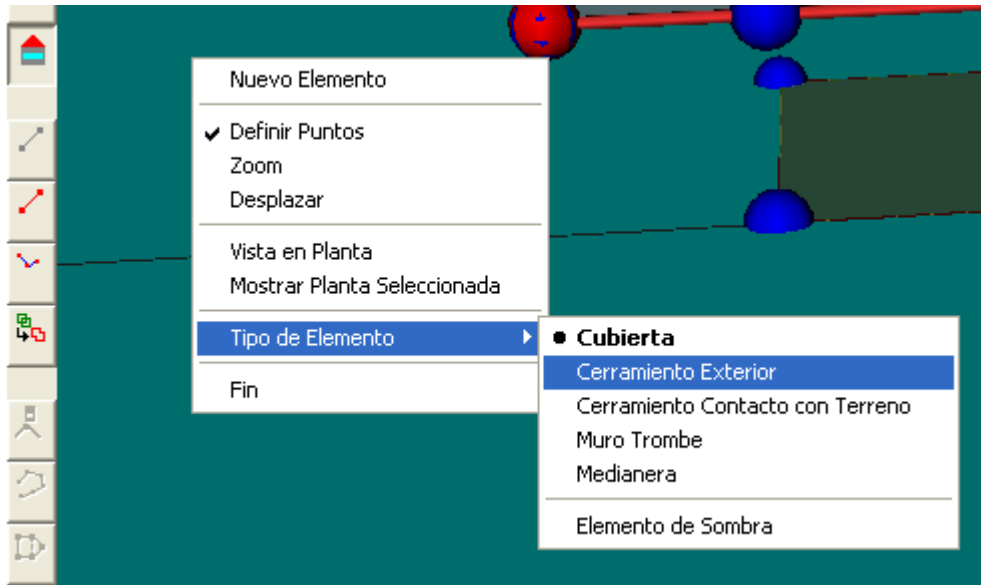 Nuevo Elemento
Definir Puntos
Zoom
Desplazar
Vista en Planta
Mostrar Planta Seleccionada
Tipo de Elemento
Fin
Cubierta
Cerramiento Exterior
Cerramiento Contacto con Terreno
Muro Trombe
Medianera
Elemento de Sombra